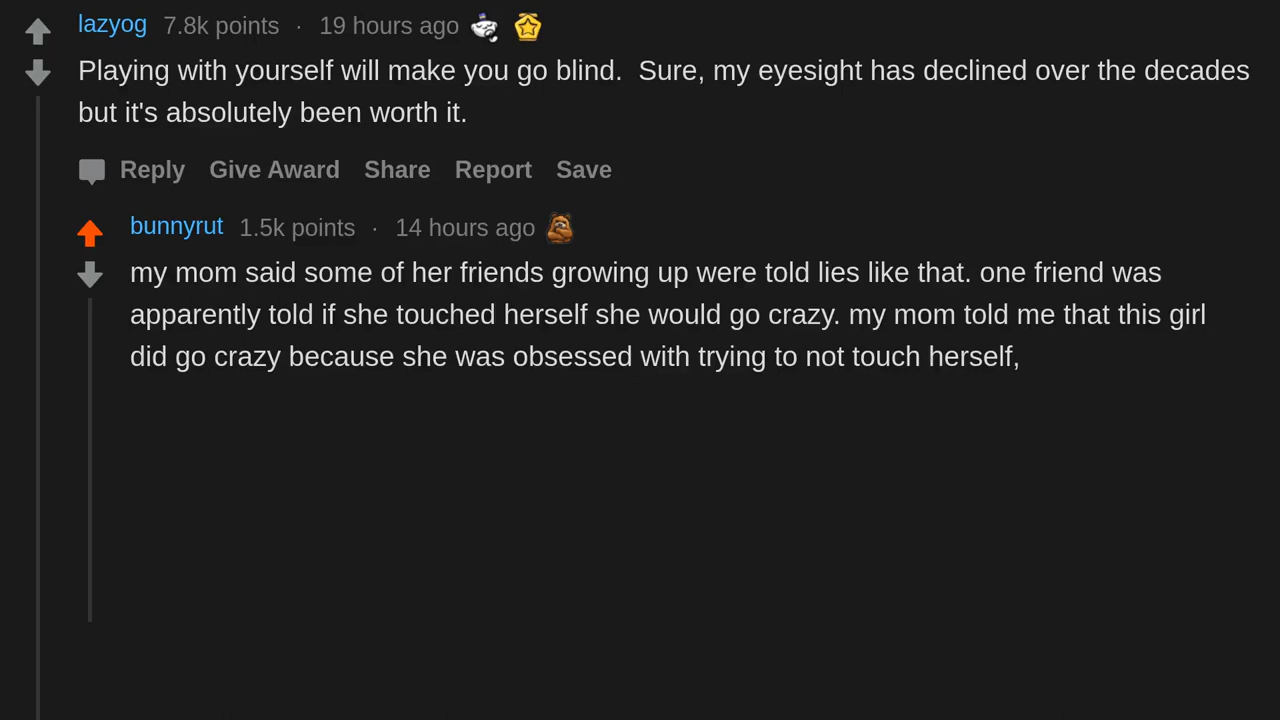 lazyog 7.8k points · 19 hours ago
Playing with yourself will make you go blind.  Sure, my eyesight has declined over the decades
but it's absolutely been worth it.
Reply Give Award Share Report Save
bunnyrut 1.5k points · 14 hours ago
my mom said some of her friends growing up were told lies like that. one friend was
apparently told if she touched herself she would go crazy. my mom told me that this girl
did go crazy because she was obsessed with trying to not touch herself,